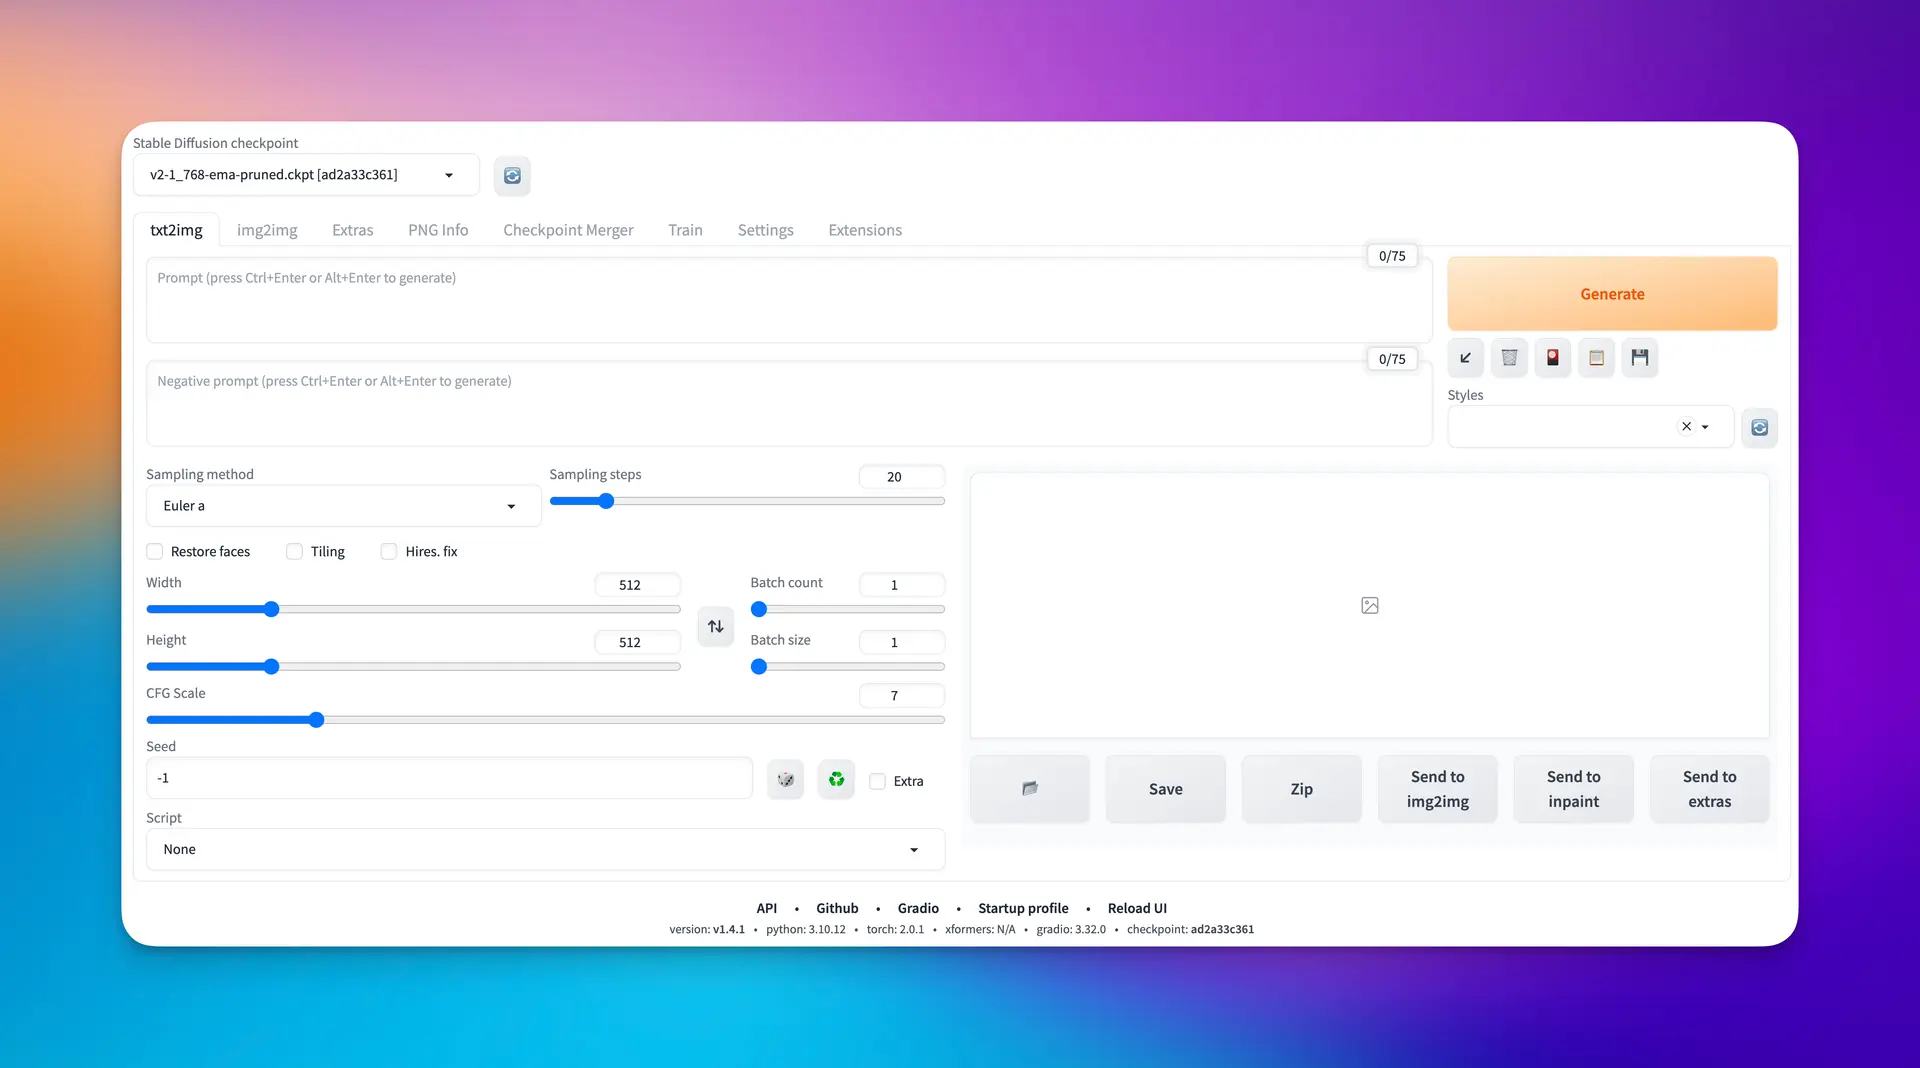 Stable Diffusion checkpoint
v2-1_768-ema-pruned.ckpt [ad2a33c361]
txt2img img2img Extras PNG Info Checkpoint Merger Train Settings Extensions
0/75
Prompt (press Ctrl+Enter or Alt+Enter to generate)
Generate
0/75
Negative prompt (press Ctrl+Enter or Alt+Enter to generate)
Styles
Sampling method
Euler a
Sampling steps
20
Restore faces Tiling Hires. fix
Width
512
Batch count
1
Height
512
Batch size
1
CFG Scale
7
Seed
-1
Extra
Script
None
Save
Zip
Send to
img2img
Send to
inpaint
Send to
extras
API • Github • Gradio • Startup profile • Reload UI
version: v1.4.1 • python: 3.10.12 • torch: 2.0.1 • xformers: N/A • gradio: 3.32.0 • checkpoint: ad2a33c361